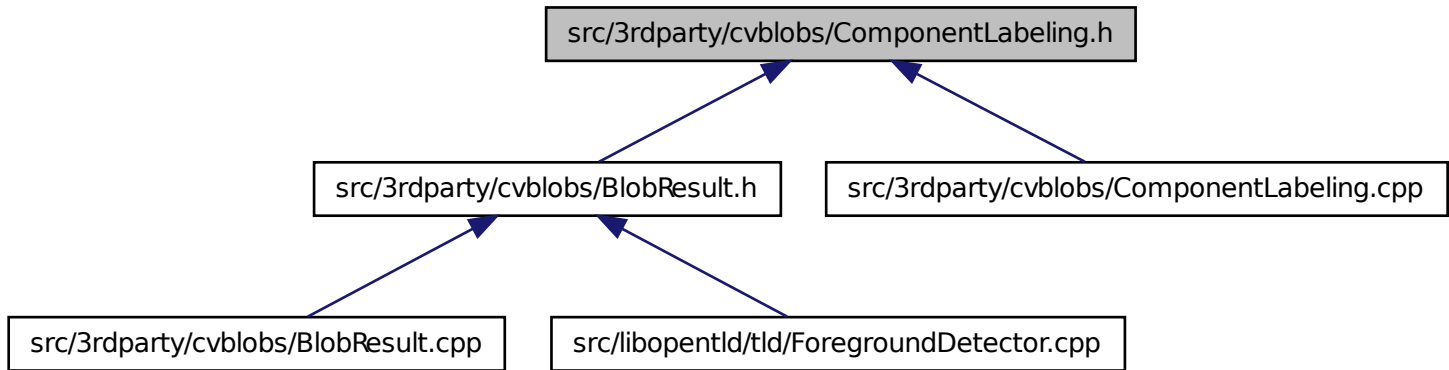 src/3rdparty/cvblobs/ComponentLabeling.h
src/3rdparty/cvblobs/BlobResult.h
src/3rdparty/cvblobs/ComponentLabeling.cpp
src/3rdparty/cvblobs/BlobResult.cpp
src/libopentld/tld/ForegroundDetector.cpp